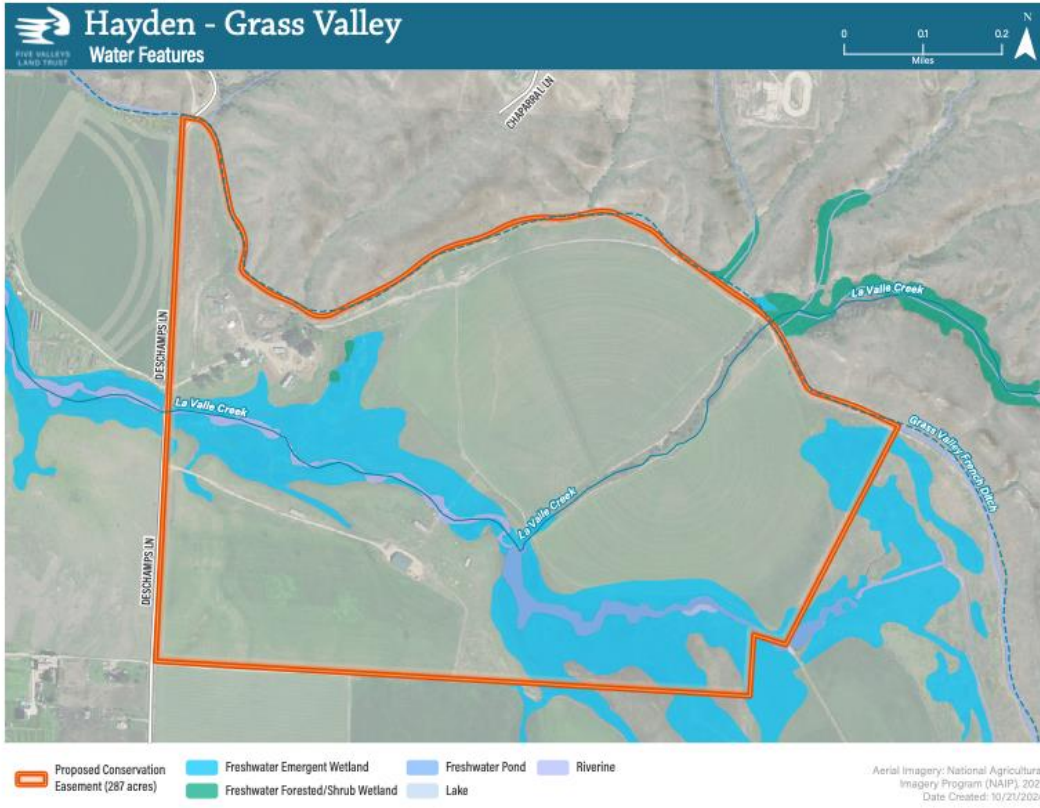 FIVE VALLEYS
LAND TRUST
Hayden - Grass Valley
Water Features
0 0.1 0.2
Miles
N
CHAPARRAL LN
La Valle Creek
DESCHAMPS LN
La Valle Creek
Grass Valley French Ditch
La Valle Creek
DESCHAMPS LN
Proposed Conservation
Easement (287 acres)
Freshwater Emergent Wetland
Freshwater Forested/Shrub Wetland
Freshwater Pond
Lake
Riverine
Aerial Imagery: National Agricultura
Imagery Program (NAIP), 202
Date Created: 10/21/202